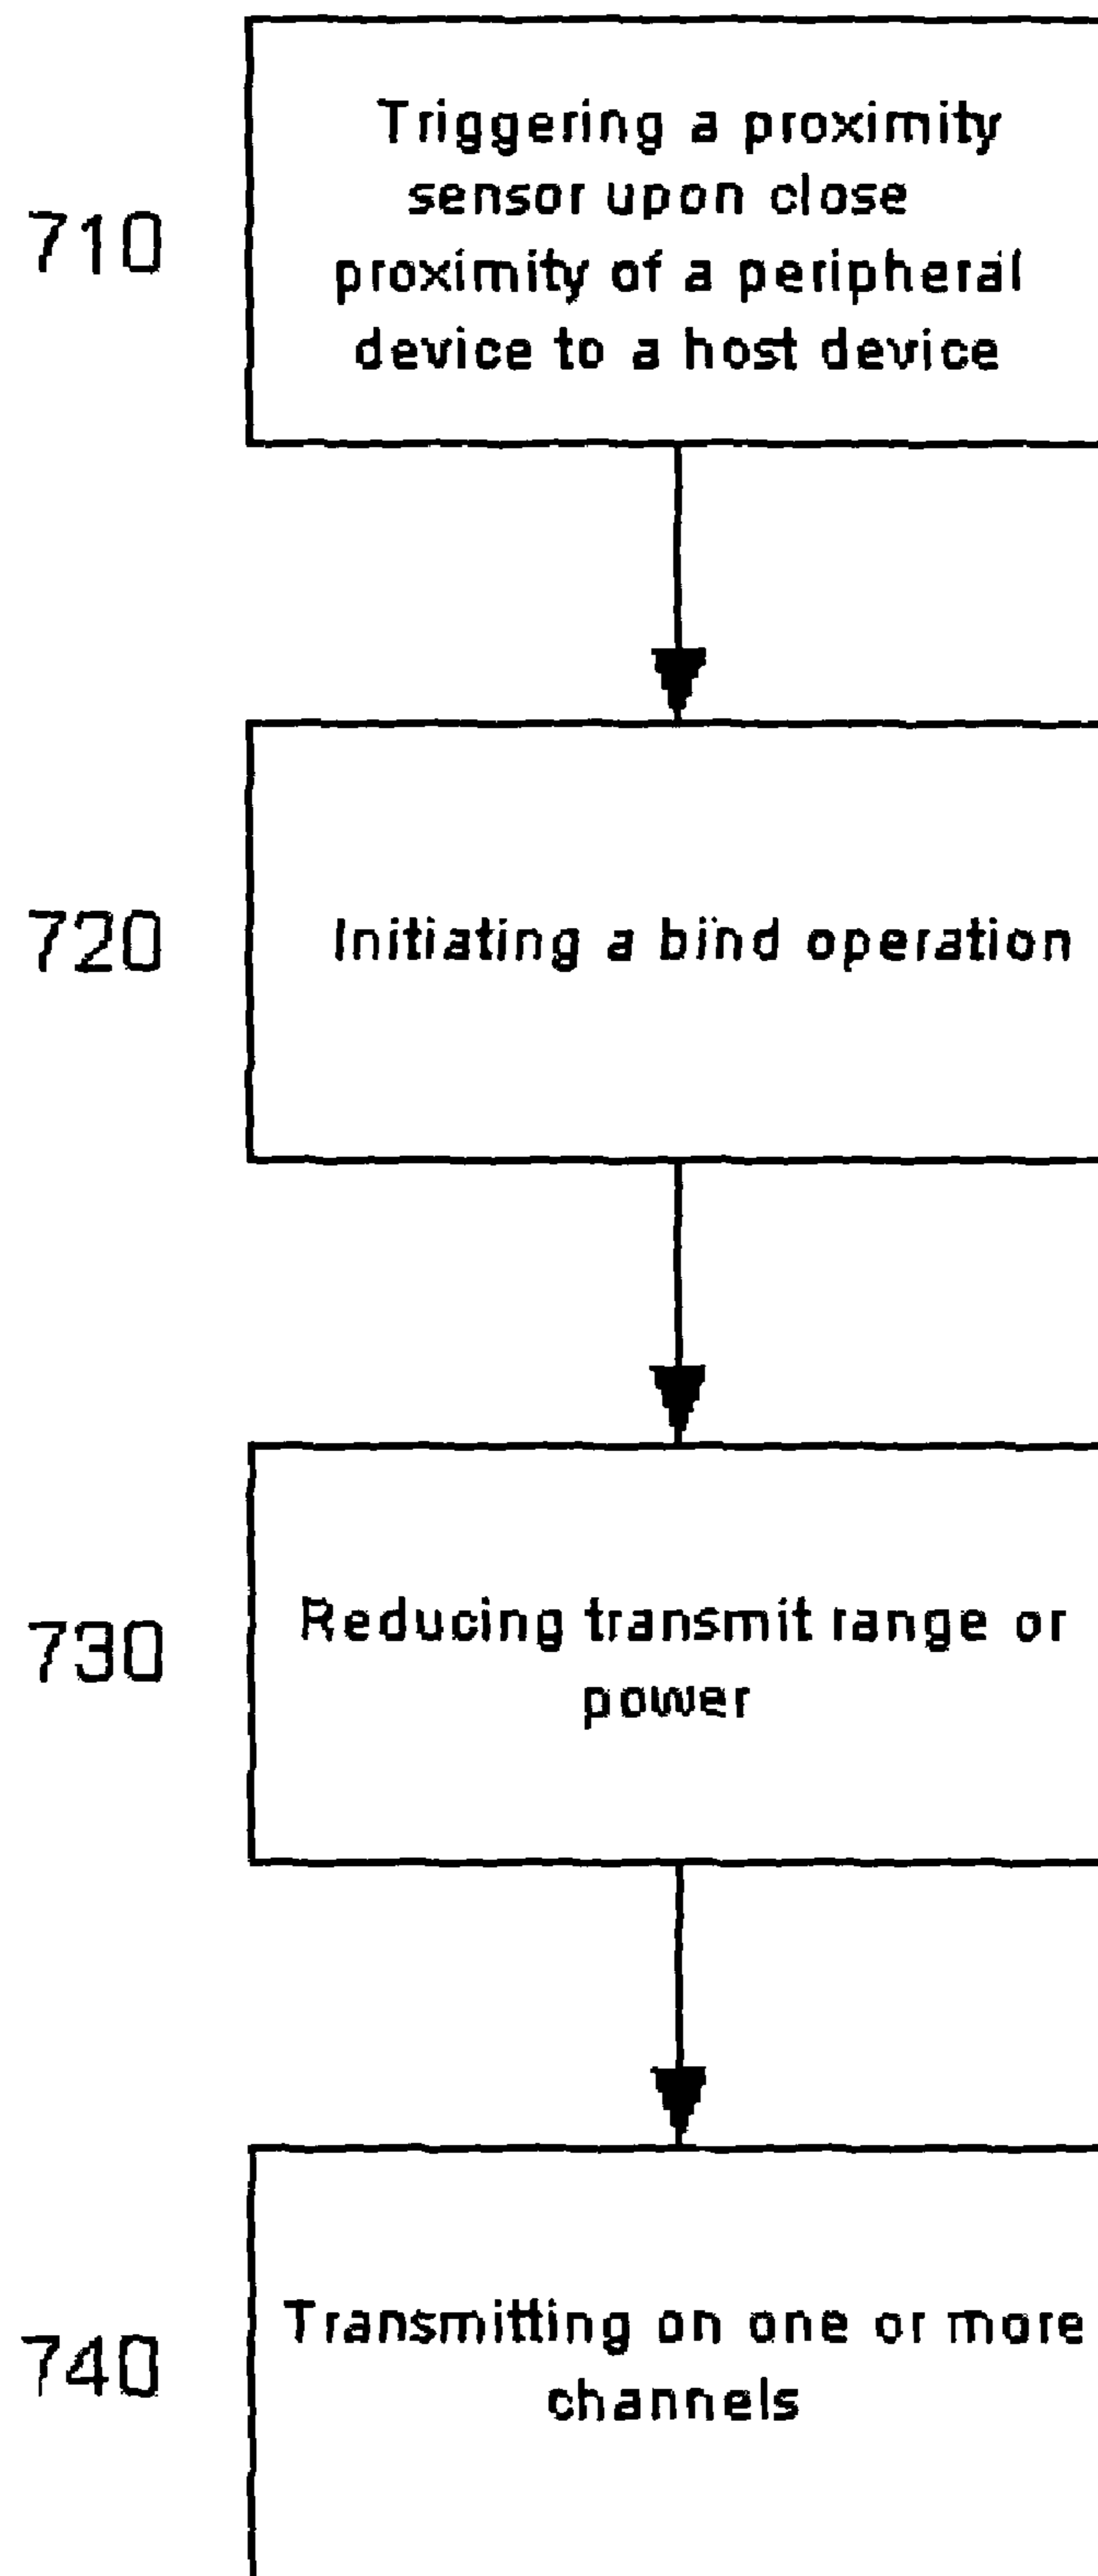 710
Triggering a proximity
sensor upon close
proximity of a peripheral
device to a host device
720
Initiating a bind operation
730
Reducing transmit range or
power
740
Transmitting on one or more
channels